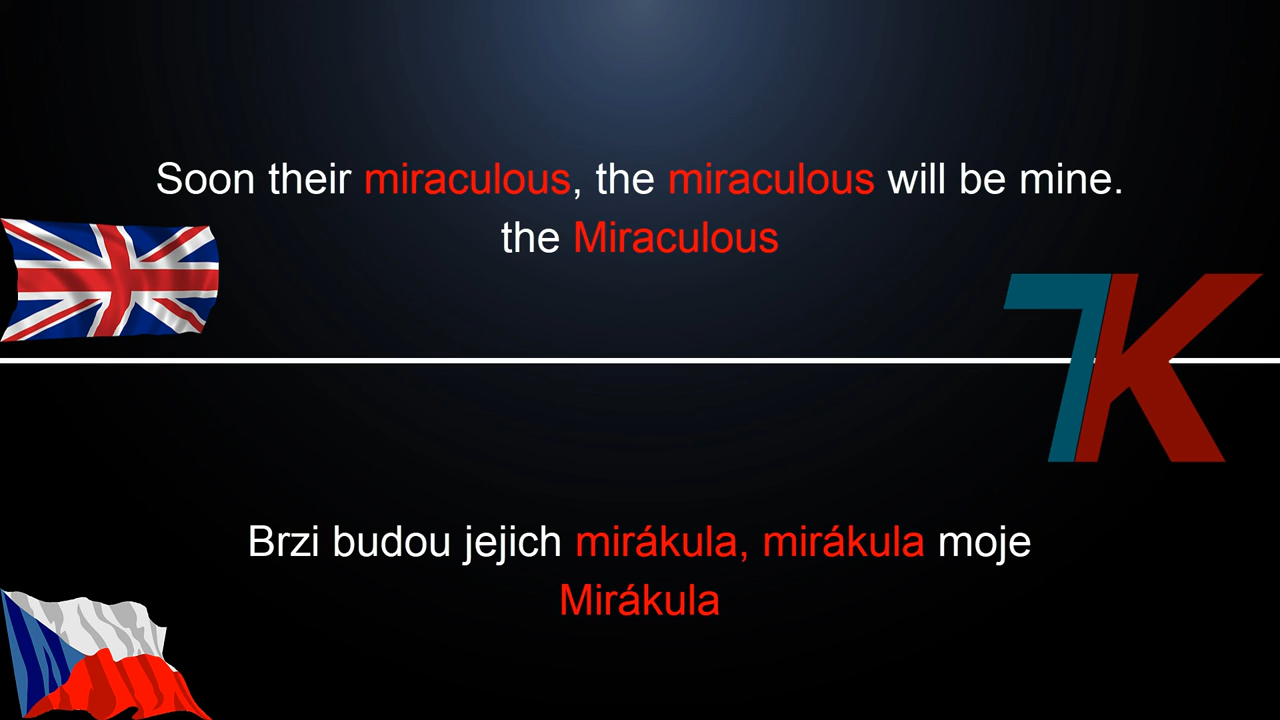 Soon their miraculous, the miraculous will be mine.
the Miraculous
7K
Brzi budou jejich mirákula, mirákula moje
Mirákula